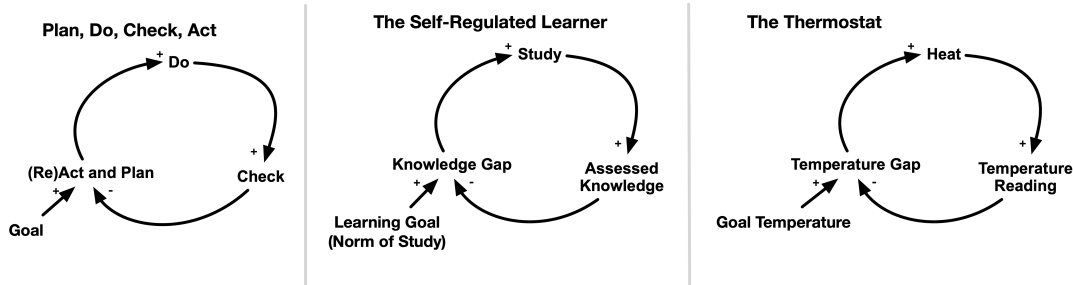 Plan, Do, Check, Act
+
Do
+
Check
(Re)Act and Plan
+
-
Goal
The Self-Regulated Learner
+
Study
+
Knowledge Gap
Assessed
Knowledge
+
-
Learning Goal
(Norm of Study)
The Thermostat
+
Heat
+
Temperature Gap
Temperature
Reading
+
-
Goal Temperature